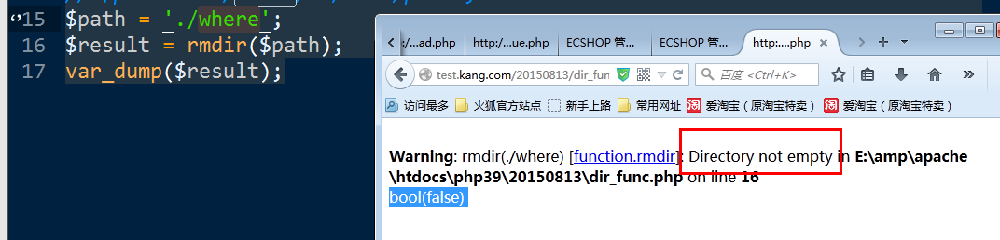 15 $path = './where';
16 $result = rmdir($path);
17 var_dump($result);
:/...ad.php http:/...ue.php ECSHOP 管... ECSHOP 管... http:....php
test.kang.com/20150813/dir_func 百度 <Ctrl+K>
访问最多 火狐官方站点 新手上路 常用网址 爱淘宝（原淘宝特卖） 爱淘宝（原淘宝特卖）
Warning: rmdir(./where) [function.rmdir]: Directory not empty in E:\amp\apache
\htdocs\php39\20150813\dir_func.php on line 16
bool(false)